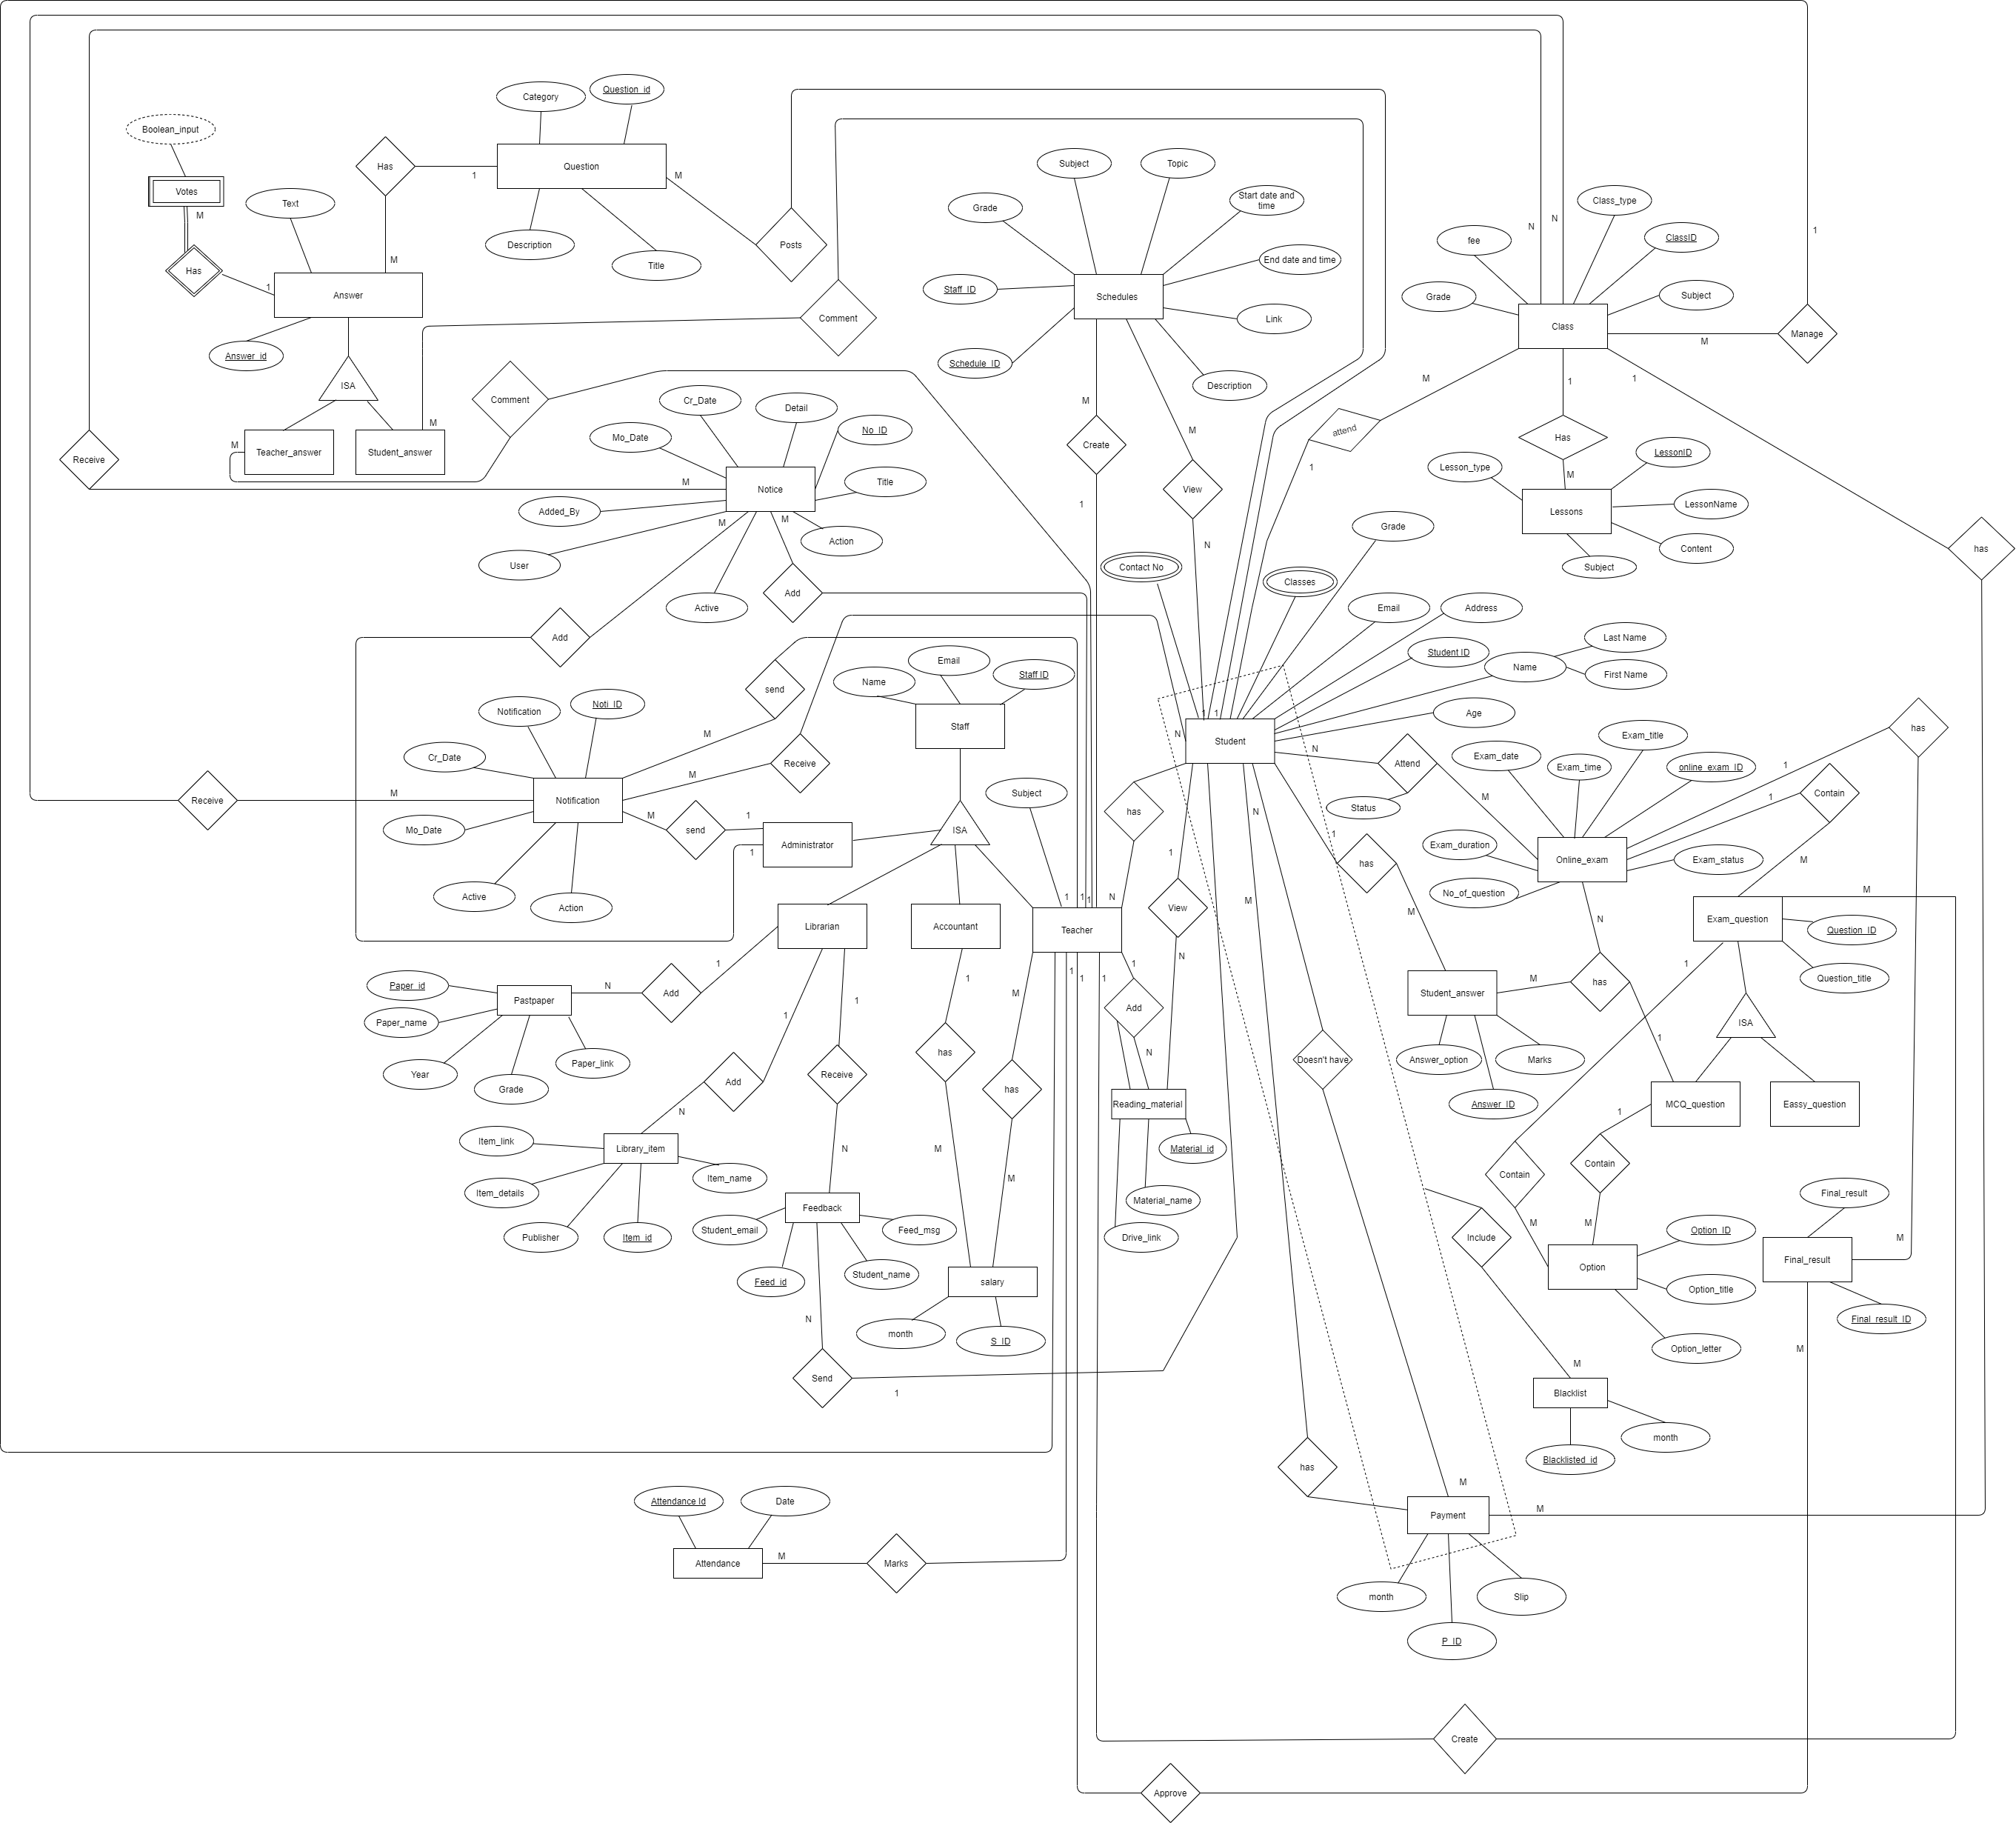 Question_id
Category
Boolean_input
N
N
1
Subject
Topic
Has
Question
1
M
Votes
M
Text
Start date and
time
Class_type
Grade
ClassID
fee
Description
Posts
Title
End date and time
Has
M
1
Answer
Staff_ID
Schedules
Grade
Subject
Comment
Link
Class
Manage
M
Answer_id
Schedule_ID
ISA
Description
M
1
1
Comment
Cr_Date
Detail
M
M
No_ID
attend
Mo_Date
M
Create
Has
M
Teacher_answer
Student_answer
Receive
Lesson_type
LessonID
1
M
M
Title
Notice
View
1
LessonName
Added_By
Lessons
M
M
Grade
Action
N
Content
has
User
Contact No
Subject
Classes
Add
Active
Email
Address
Add
Last Name
Student ID
Name
First Name
Email
send
Name
Staff ID
Noti_ID
Notification
Age
1
1
Staff
has
M
N
Student
N
Exam_title
Cr_Date
Exam_date
Receive
Attend
Exam_time
online_exam_ID
1
M
Receive
M
Notification
Subject
Status
M
1
Contain
M
1
N
has
Mo_Date
send
ISA
1
Administrator
1
1
Exam_duration
Online_exam
Exam_status
M
has
Active
Action
1
1
1
N
No_of_question
M
M
View
Exam_question
Librarian
Accountant
Teacher
M
N
Question_ID
1
1
N
1
1
1
1
1
Paper_id
N
Add
1
M
Student_answer
M
has
Question_title
Pastpaper
1
Add
Paper_name
1
ISA
1
has
N
Doesn't have
Answer_option
Marks
Paper_link
Year
Receive
Add
Grade
has
Reading_material
Answer_ID
MCQ_question
Eassy_question
N
1
Item_link
Library_item
N
M
Material_id
Contain
Contain
Item_name
M
Item_details
Final_result
Material_name
Feedback
M
M
Student_email
Feed_msg
Option_ID
Publisher
Item_id
Drive_link
Include
M
Final_result
Option
Student_name
Feed_id
salary
Option_title
N
Final_result_ID
month
S_ID
M
Option_letter
M
Send
1
Blacklist
month
Blacklisted_id
has
M
Attendance Id
Date
M
Payment
M
Attendance
Marks
month
Slip
P_ID
Create
Approve